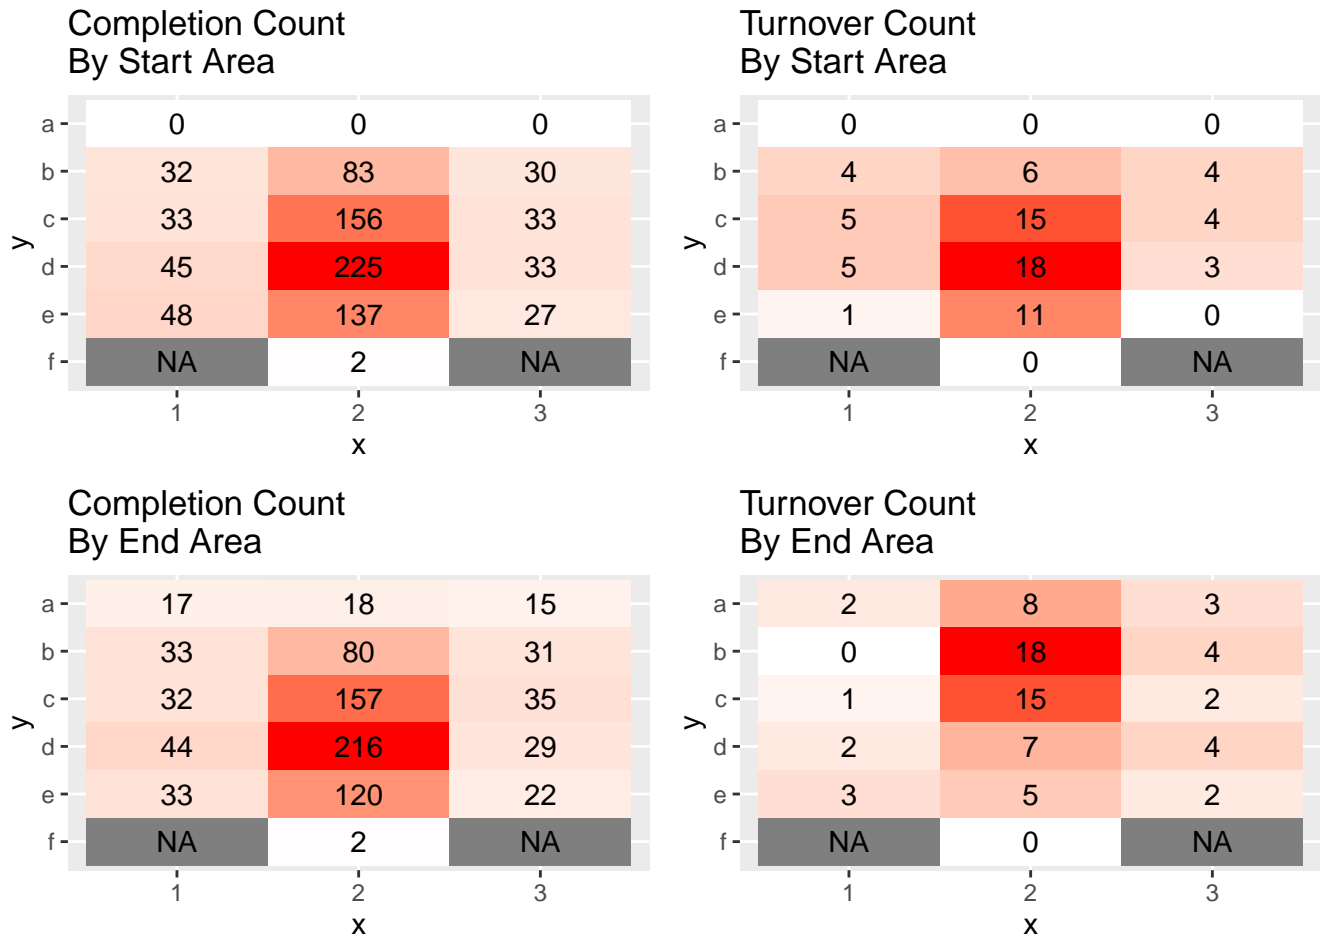 Completion Count
By Start Area
y
a 0 0 0
b 32 83 30
c 33 156 33
d 45 225 33
e 48 137 27
f NA 2 NA
1 2 3
x
Turnover Count
By Start Area
y
a 0 0 0
b 4 6 4
c 5 15 4
d 5 18 3
e 1 11 0
f NA 0 NA
1 2 3
x
Completion Count
By End Area
y
a 17 18 15
b 33 80 31
c 32 157 35
d 44 216 29
e 33 120 22
f NA 2 NA
1 2 3
x
Turnover Count
By End Area
y
a 2 8 3
b 0 18 4
c 1 15 2
d 2 7 4
e 3 5 2
f NA 0 NA
1 2 3
x